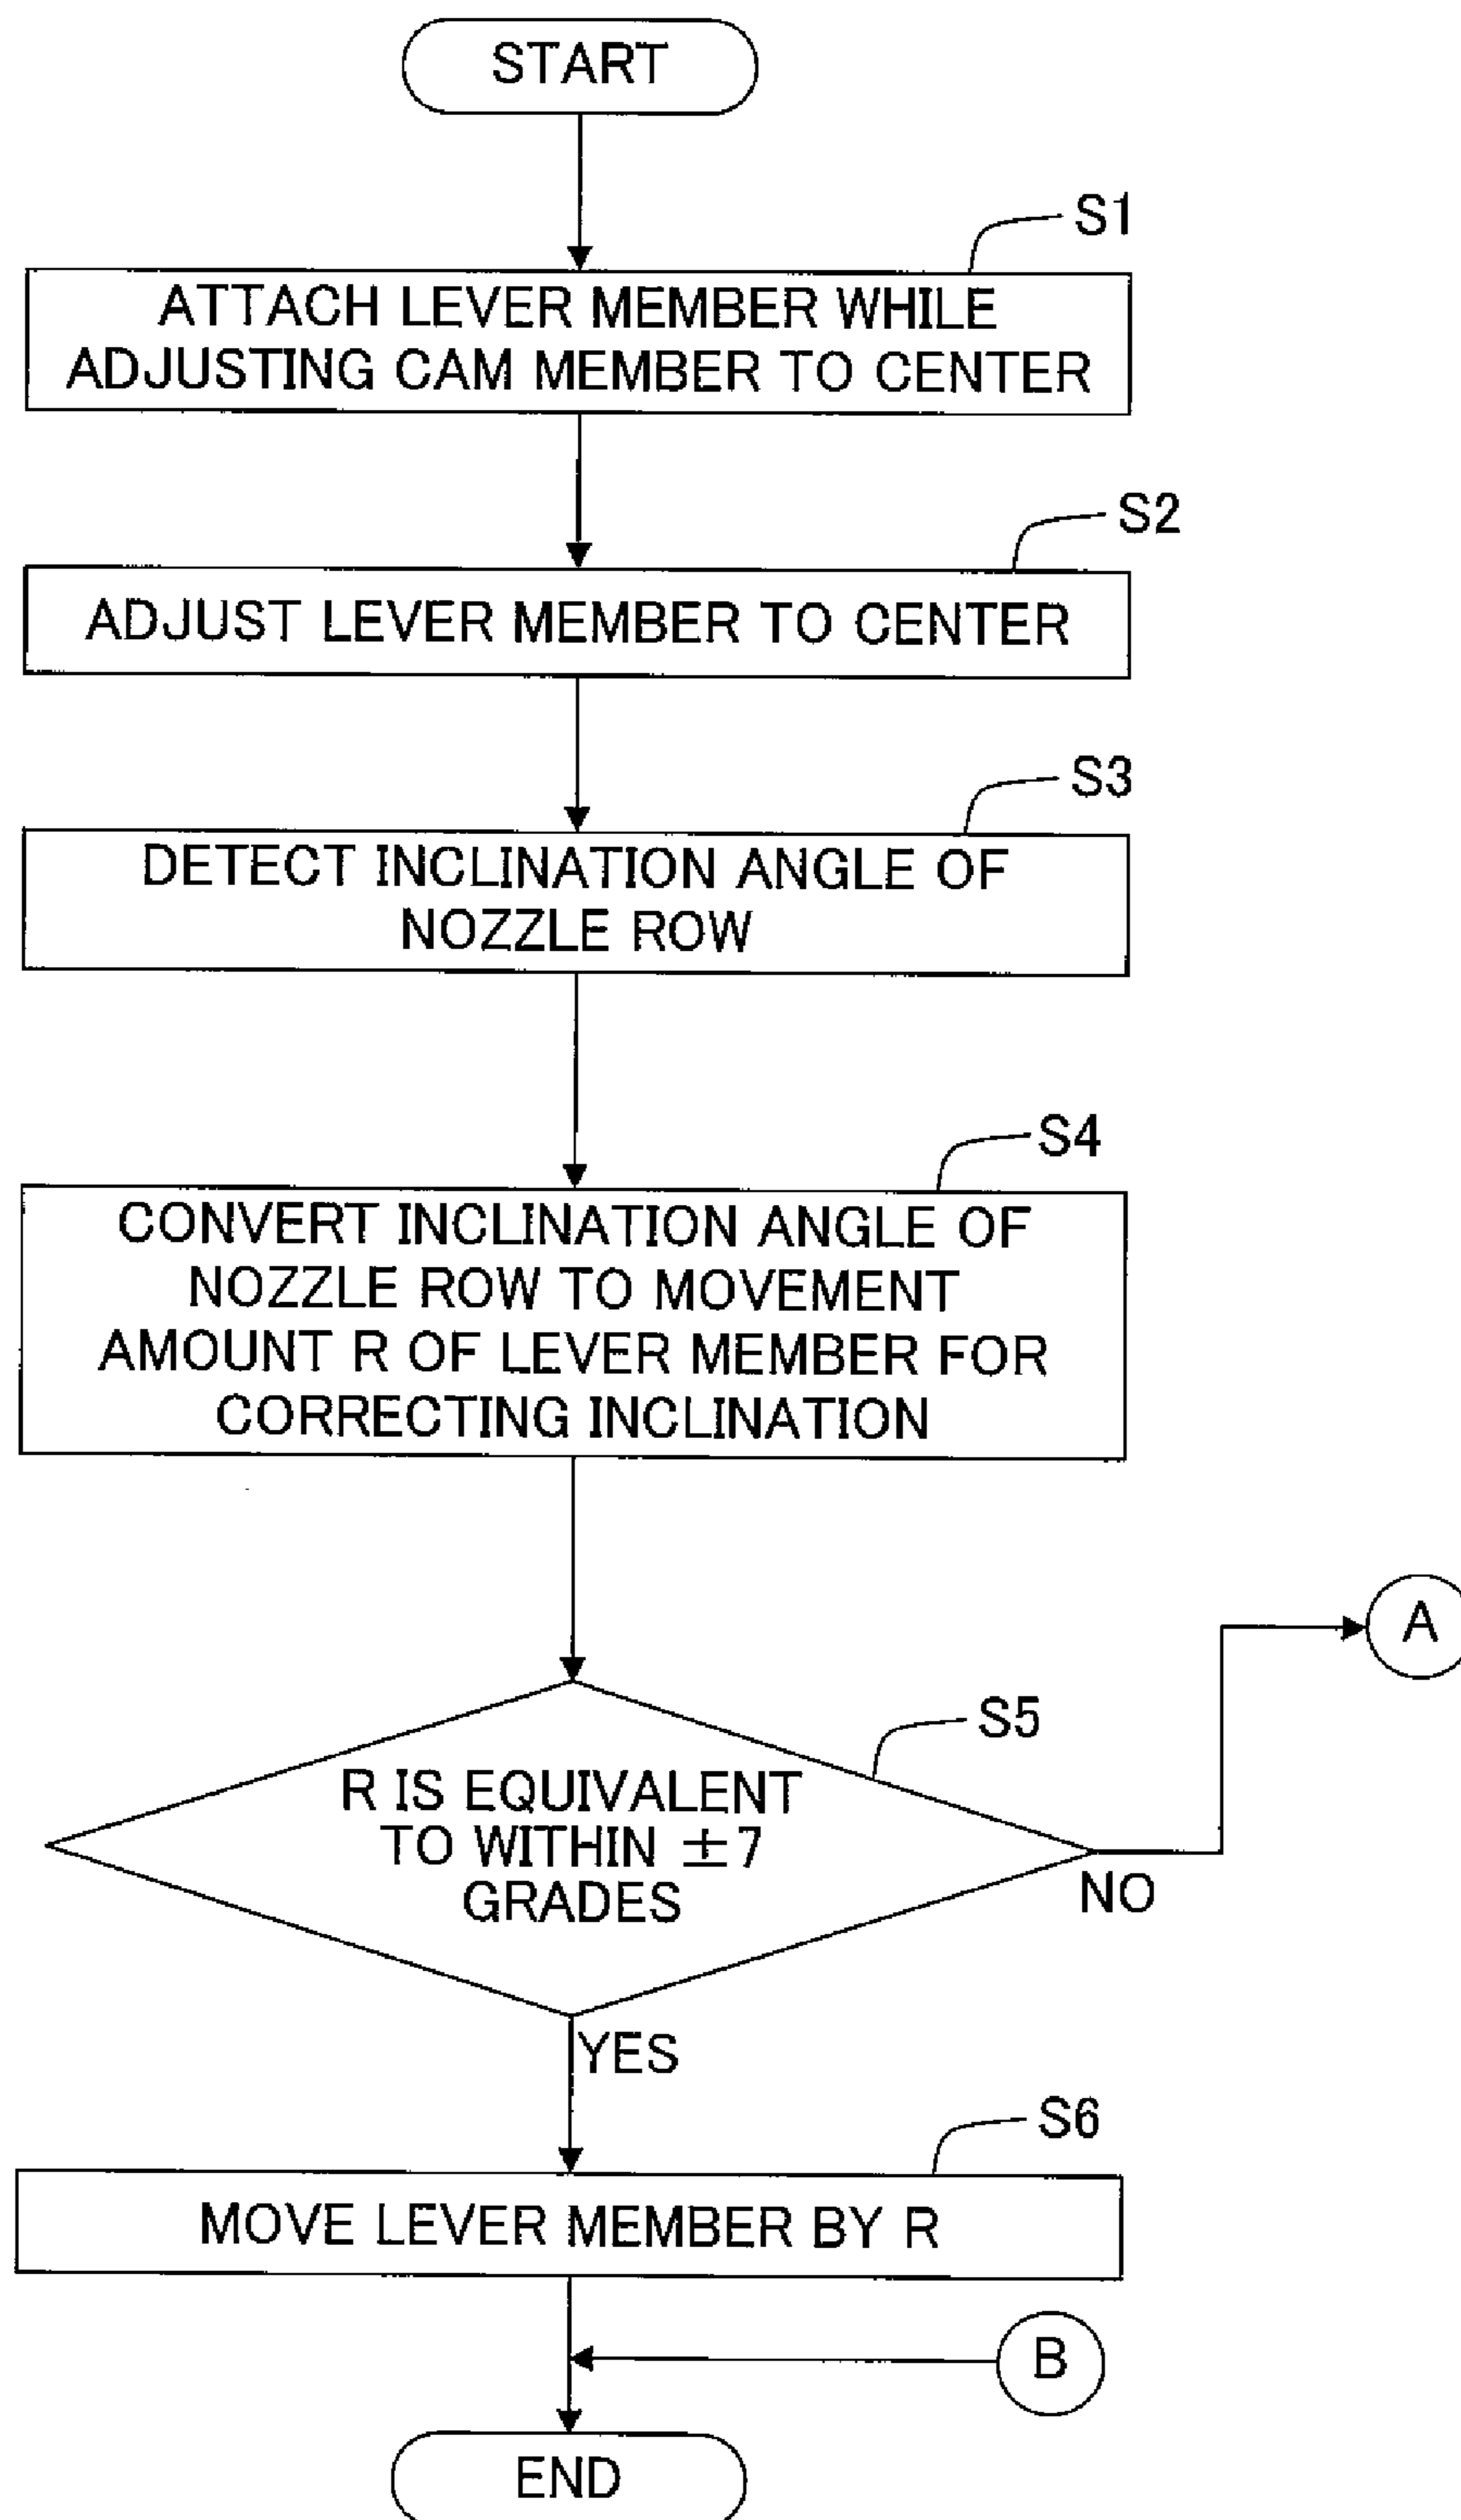 START
S1
ATTACH LEVER MEMBER WHILE
ADJUSTING CAM MEMBER TO CENTER
S2
ADJUST LEVER MEMBER TO CENTER
S3
DETECT INCLINATION ANGLE OF
NOZZLE ROW
S4
CONVERT INCLINATION ANGLE OF
NOZZLE ROW TO MOVEMENT
AMOUNT R OF LEVER MEMBER FOR
CORRECTING INCLINATION
A
S5
R IS EQUIVALENT
TO WITHIN ±7
GRADES
NO
YES
S6
MOVE LEVER MEMBER BY R
B
END